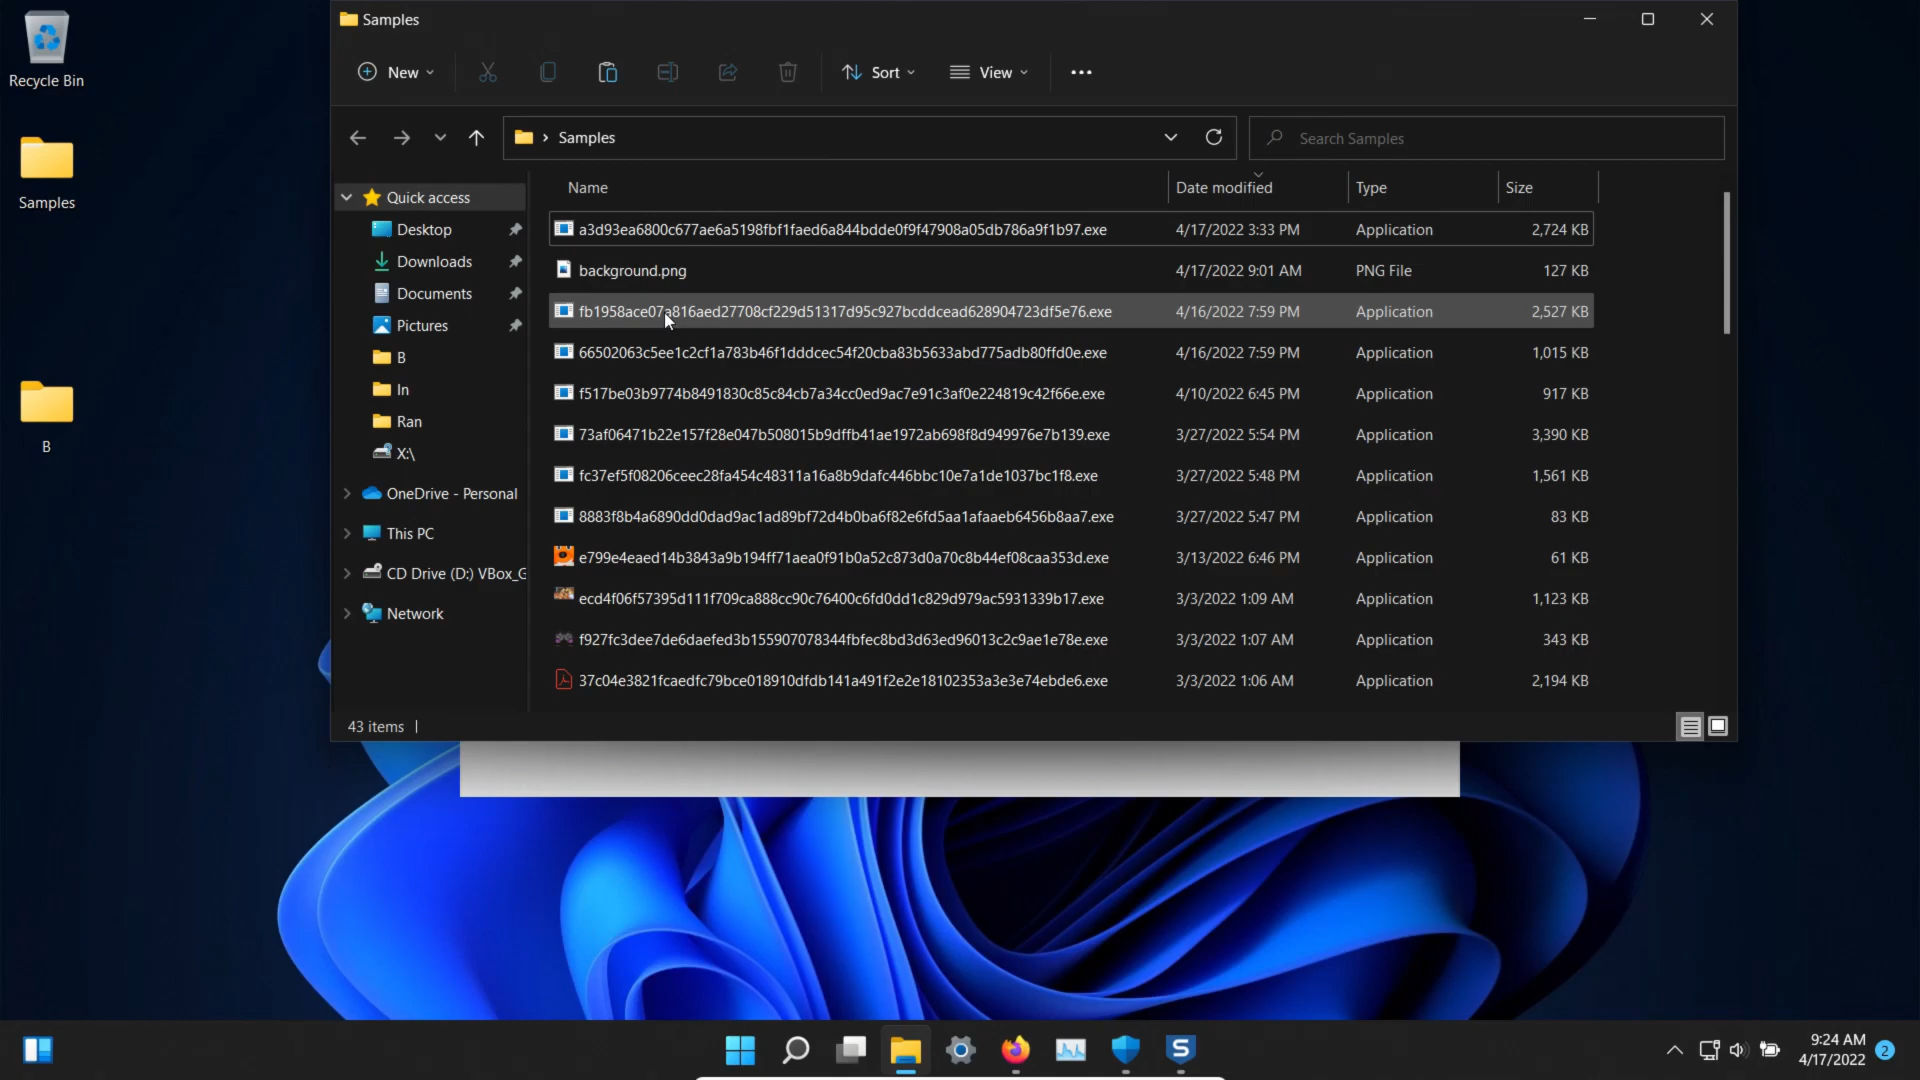 Recycle Bin
Samples
B
Samples
New
Sort
View
Samples
Search Samples
Quick access
Desktop
Downloads
Documents
Pictures
B
In
Ran
X:\
OneDrive - Personal
This PC
CD Drive (D:) VBox_G
Network
Name Date modified Type Size
a3d93ea6800c677ae6a5198fbf1faed6a844bdde0f9f47908a05db786a9f1b97.exe 4/17/2022 3:33 PM Application 2,724 KB
background.png 4/17/2022 9:01 AM PNG File 127 KB
fb1958ace07a816aed27708cf229d51317d95c927bcddcead628904723df5e76.exe 4/16/2022 7:59 PM Application 2,527 KB
66502063c5ee1c2cf1a783b46f1dddcec54f20cba83b5633abd775adb80ffd0e.exe 4/16/2022 7:59 PM Application 1,015 KB
f517be03b9774b8491830c85c84cb7a34cc0ed9ac7e91c3af0e224819c42f66e.exe 4/10/2022 6:45 PM Application 917 KB
73af06471b22e157f28e047b508015b9dffb41ae1972ab698f8d949976e7b139.exe 3/27/2022 5:54 PM Application 3,390 KB
fc37ef5f08206ceec28fa454c48311a16a8b9dafc446bbc10e7a1de1037bc1f8.exe 3/27/2022 5:48 PM Application 1,561 KB
8883f8b4a6890dd0dad9ac1ad89bf72d4b0ba6f82e6fd5aa1afaaeb6456b8aa7.exe 3/27/2022 5:47 PM Application 83 KB
e799e4eaed14b3843a9b194ff71aea0f91b0a52c873d0a70c8b44ef08caa353d.exe 3/13/2022 6:46 PM Application 61 KB
ecd4f06f57395d111f709ca888cc90c76400c6fd0dd1c829d979ac5931339b17.exe 3/3/2022 1:09 AM Application 1,123 KB
f927fc3dee7de6daefed3b155907078344fbfec8bd3d63ed96013c2c9ae1e78e.exe 3/3/2022 1:07 AM Application 343 KB
37c04e3821fcaedfc79bce018910dfdb141a491f2e2e18102353a3e3e74ebde6.exe 3/3/2022 1:06 AM Application 2,194 KB
43 items
S
9:24 AM
4/17/2022
2